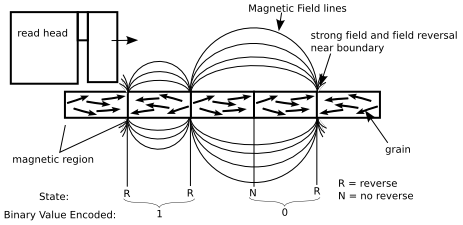 Magnetic Field lines
read head
strong field and field reversal
near boundary
grain
magnetic region
R = reverse
N = no reverse
State:
R
R
N
R
Binary Value Encoded:
1
0